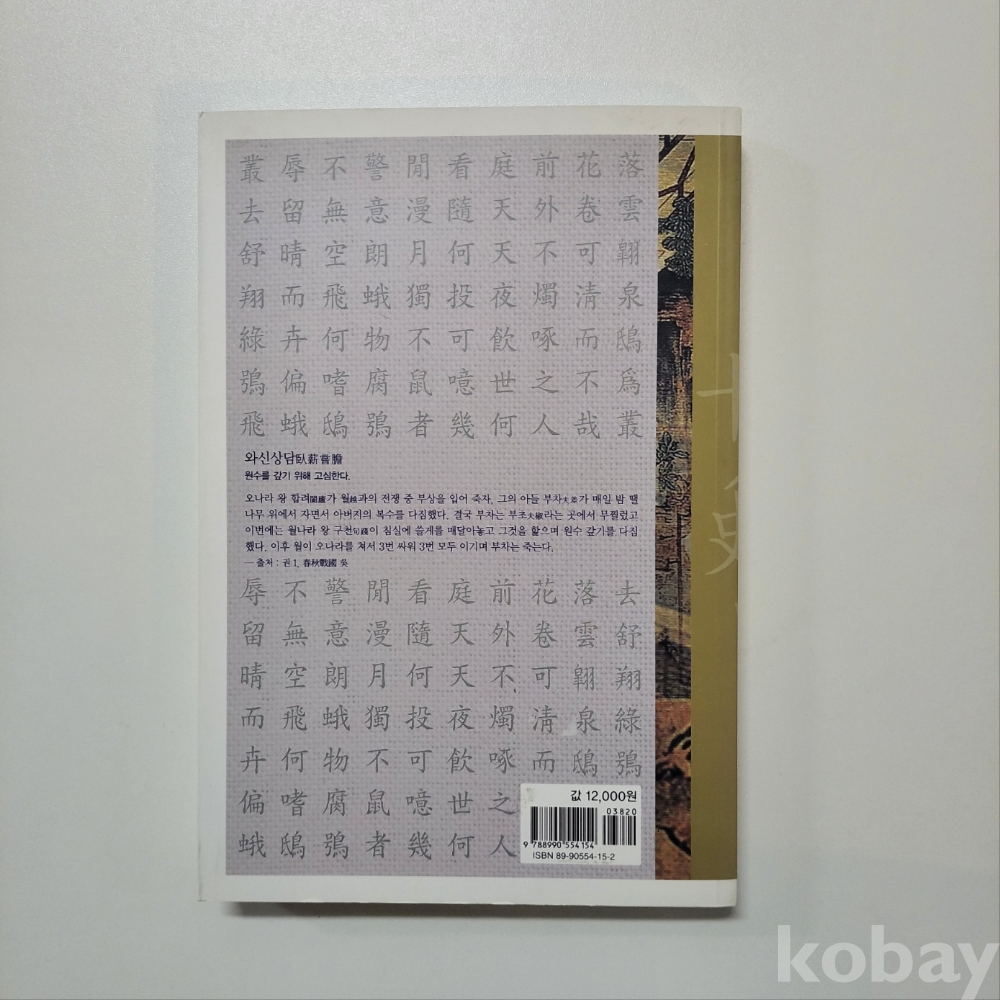 叢辱不警閒看庭前花落
去留無意漫隨天外卷雲
舒晴空朗月何天不可翺
翔而飛蛾獨投夜燭清泉
綠卉何物不可飮啄而鴟
鴞偏嗜腐鼠噫世之不爲
飛蛾鴟鴞者幾何人哉叢
와신상담臥薪嘗膽
원수를 갚기 위해 고심한다.
오나라 왕 합려闔廬가 월越과의 전쟁 중 부상을 입어 죽자, 그의 아들 부차夫差가 매일 밤 땔
나무 위에서 자면서 아버지의 복수를 다짐했다. 결국 부차는 부초夫椒라는 곳에서 무찔렀고
이번에는 월나라 왕 구천句踐이 침실에 쓸개를 매달아놓고 그것을 핥으며 원수 갚기를 다짐
했다. 이후 월이 오나라를 쳐서 3번 싸워 3번 모두 이기며 부차는 죽는다.
— 출처 : 권 1. 春秋戰國 吳
辱不警閒看庭前花落去
留無意漫隨天外卷雲舒
晴空朗月何天不可翺翔
而飛蛾獨投夜燭清泉綠
卉何物不可飮啄而鴟鴞
偏嗜腐鼠噫世之
蛾鴟鴞者幾何人
값 12,000원
03820
9 788990 554154
ISBN 89-90554-15-2
十八史
kobay